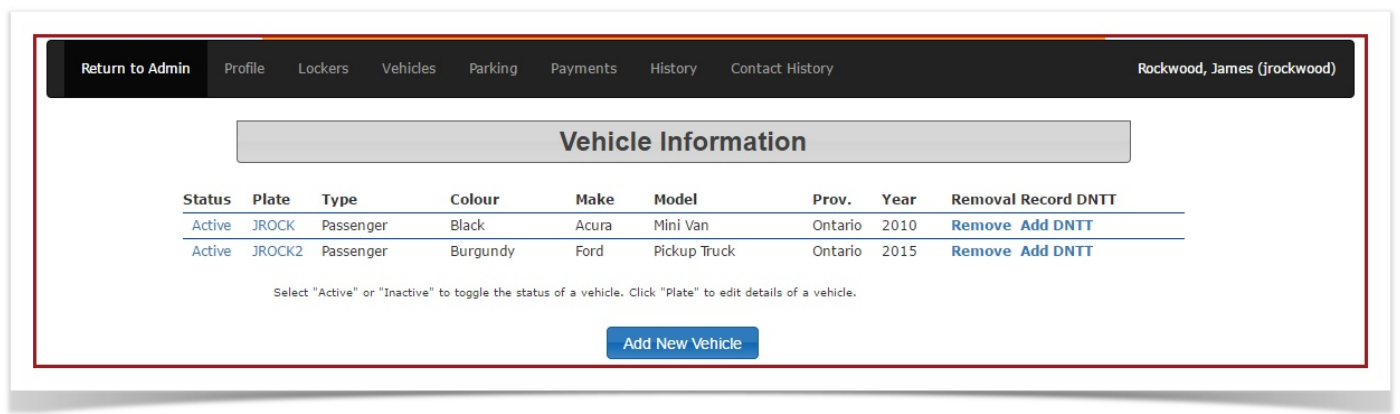 Return to Admin Profile Lockers Vehicles Parking Payments History Contact History Rockwood, James (jrockwood)
Vehicle Information
Status Plate Type Colour Make Model Prov. Year Removal Record DNTT
Active JROCK Passenger Black Acura Mini Van Ontario 2010 Remove Add DNTT
Active JROCK2 Passenger Burgundy Ford Pickup Truck Ontario 2015 Remove Add DNTT
Select "Active" or "Inactive" to toggle the status of a vehicle. Click "Plate" to edit details of a vehicle.
Add New Vehicle